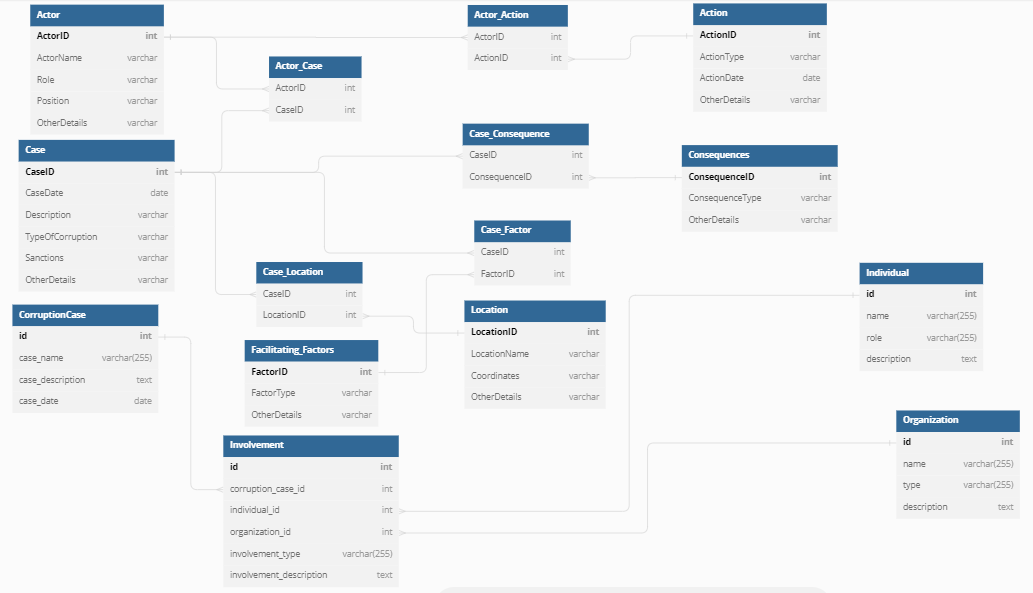 Actor
ActorID int
ActorName varchar
Role varchar
Position varchar
OtherDetails varchar
Actor_Action
ActorID int
ActionID int
Action
ActionID int
ActionType varchar
ActionDate date
OtherDetails varchar
Actor_Case
ActorID int
CaseID int
Case
CaseID int
CaseDate date
Description varchar
TypeOfCorruption varchar
Sanctions varchar
OtherDetails varchar
Case_Consequence
CaseID int
ConsequenceID int
Consequences
ConsequenceID int
ConsequenceType varchar
OtherDetails varchar
Case_Factor
CaseID int
FactorID int
Case_Location
CaseID int
LocationID int
Individual
id int
name varchar(255)
role varchar(255)
description text
CorruptionCase
id int
case_name varchar(255)
case_description text
case_date date
Location
LocationID int
LocationName varchar
Coordinates varchar
OtherDetails varchar
Facilitating_Factors
FactorID int
FactorType varchar
OtherDetails varchar
Organization
id int
name varchar(255)
type varchar(255)
description text
Involvement
id int
corruption_case_id int
individual_id int
organization_id int
involvement_type varchar(255)
involvement_description text